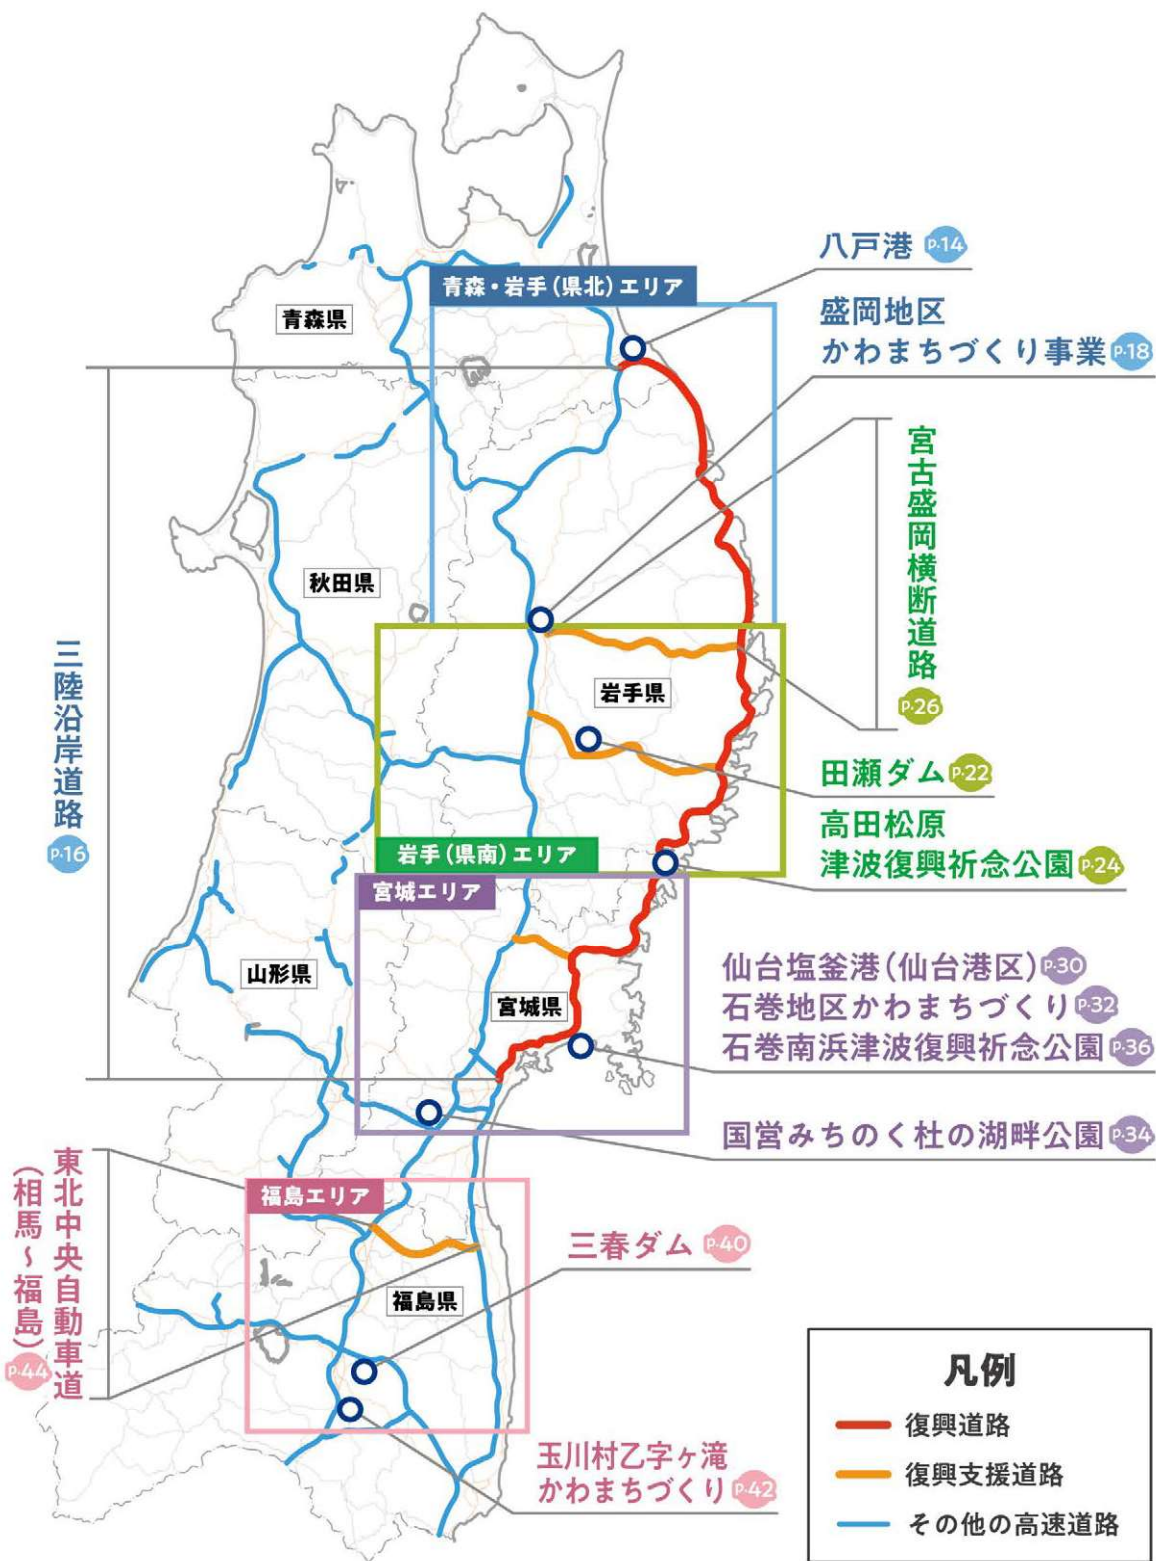 八戸港 P.14
青森・岩手(県北)エリア
盛岡地区
かわまちづくり事業 P.18
青森県
宮古盛岡横断道路
P.26
秋田県
三陸沿岸道路
P.16
岩手県
田瀬ダム P.22
高田松原
津波復興祈念公園 P.24
岩手(県南)エリア
宮城エリア
仙台塩釜港(仙台港区) P.30
石巻地区かわまちづくり P.32
石巻南浜津波復興祈念公園 P.36
山形県
宮城県
国営みちのく杜の湖畔公園 P.34
東北中央自動車道
(相馬～福島)
P.44
福島エリア
三春ダム P.40
福島県
玉川村乙字ヶ滝
かわまちづくり P.42
凡例
復興道路
復興支援道路
その他の高速道路